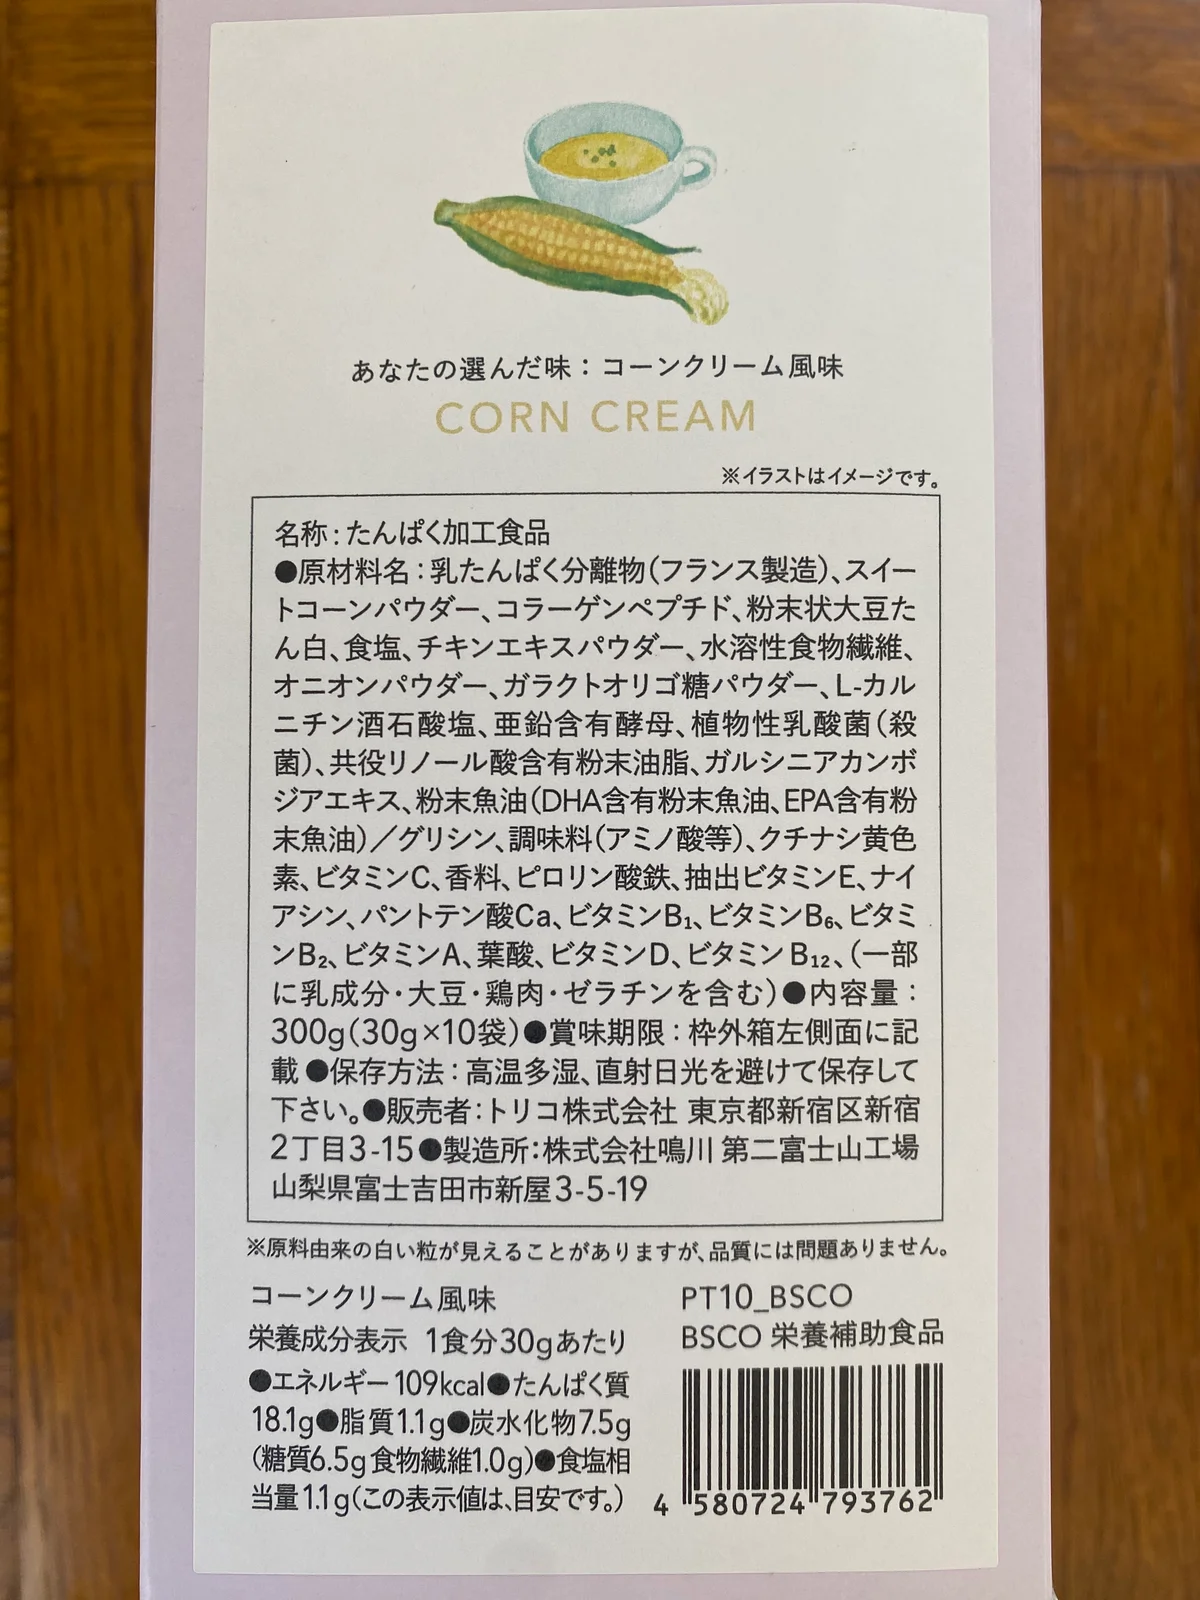 あなたの選んだ味：コーンクリーム風味
CORN CREAM
※イラストはイメージです。
名称：たんぱく加工食品
●原材料名：乳たんぱく分離物(フランス製造)、スイー
トコーンパウダー、コラーゲンペプチド、粉末状大豆た
ん白、食塩、チキンエキスパウダー、水溶性食物繊維、
オニオンパウダー、ガラクトオリゴ糖パウダー、L-カル
ニチン酒石酸塩、亜鉛含有酵母、植物性乳酸菌(殺
菌)、共役リノール酸含有粉末油脂、ガルシニアカンボ
ジアエキス、粉末魚油(DHA含有粉末魚油、EPA含有粉
末魚油)／グリシン、調味料(アミノ酸等)、クチナシ黄色
素、ビタミンC、香料、ピロリン酸鉄、抽出ビタミンE、ナイ
アシン、パントテン酸Ca、ビタミンB₁、ビタミンB₆、ビタミ
ンB₂、ビタミンA、葉酸、ビタミンD、ビタミンB₁₂、(一部
に乳成分・大豆・鶏肉・ゼラチンを含む)●内容量：
300g(30g×10袋)●賞味期限：枠外箱左側面に記
載●保存方法：高温多湿、直射日光を避けて保存して
下さい。●販売者：トリコ株式会社 東京都新宿区新宿
2丁目3-15●製造所：株式会社鳴川 第二富士山工場
山梨県富士吉田市新屋3-5-19
※原料由来の白い粒が見えることがありますが、品質には問題ありません。
コーンクリーム風味
栄養成分表示 1食分30gあたり
●エネルギー109kcal●たんぱく質
18.1g●脂質1.1g●炭水化物7.5g
(糖質6.5g 食物繊維1.0g)●食塩相
当量1.1g(この表示値は、目安です。)
PT10_BSCO
BSCO 栄養補助食品
4 580724 793762